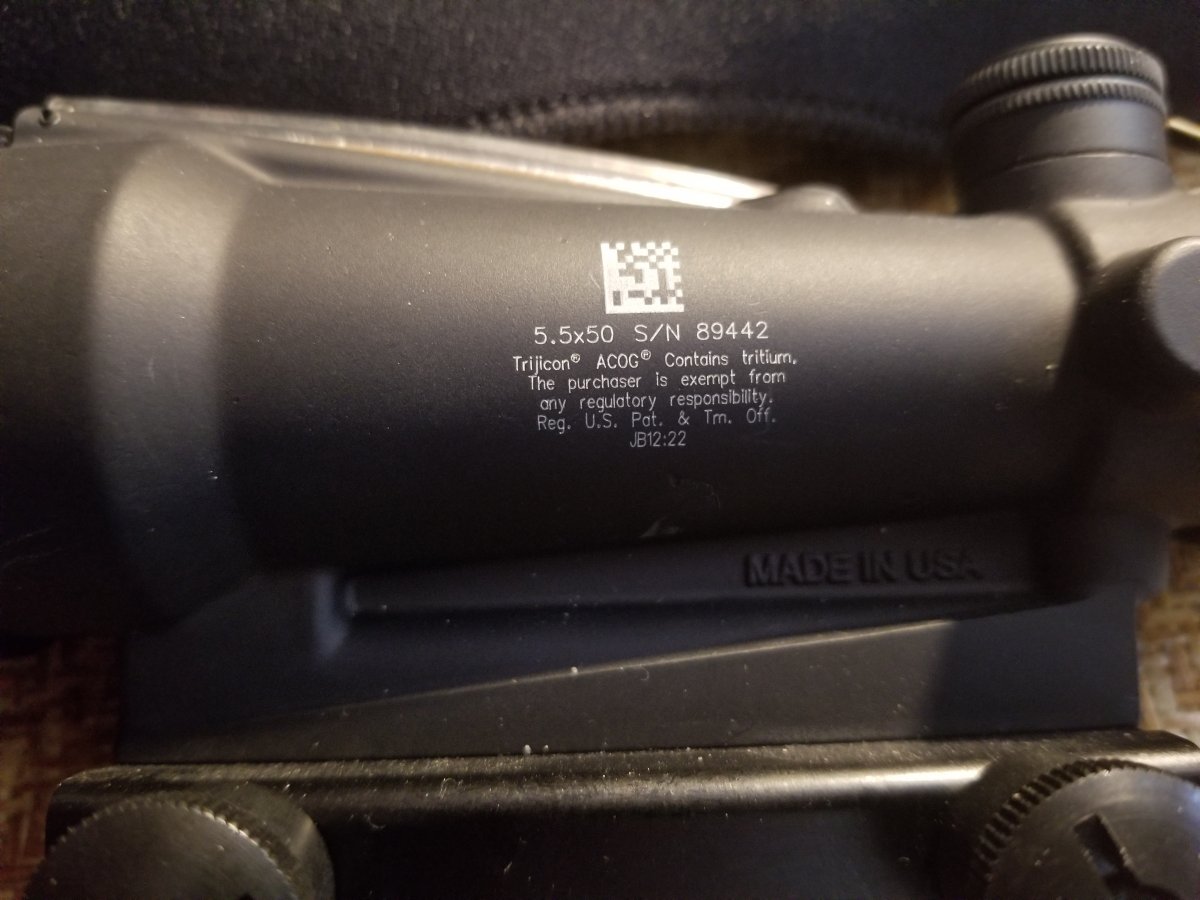 5.5x50 S/N 89442
Trijicon® ACOG® Contains tritium.
The purchaser is exempt from
any regulatory responsibility.
Reg. U.S. Pat. & Tm. Off.
JB12:22
MADE IN USA